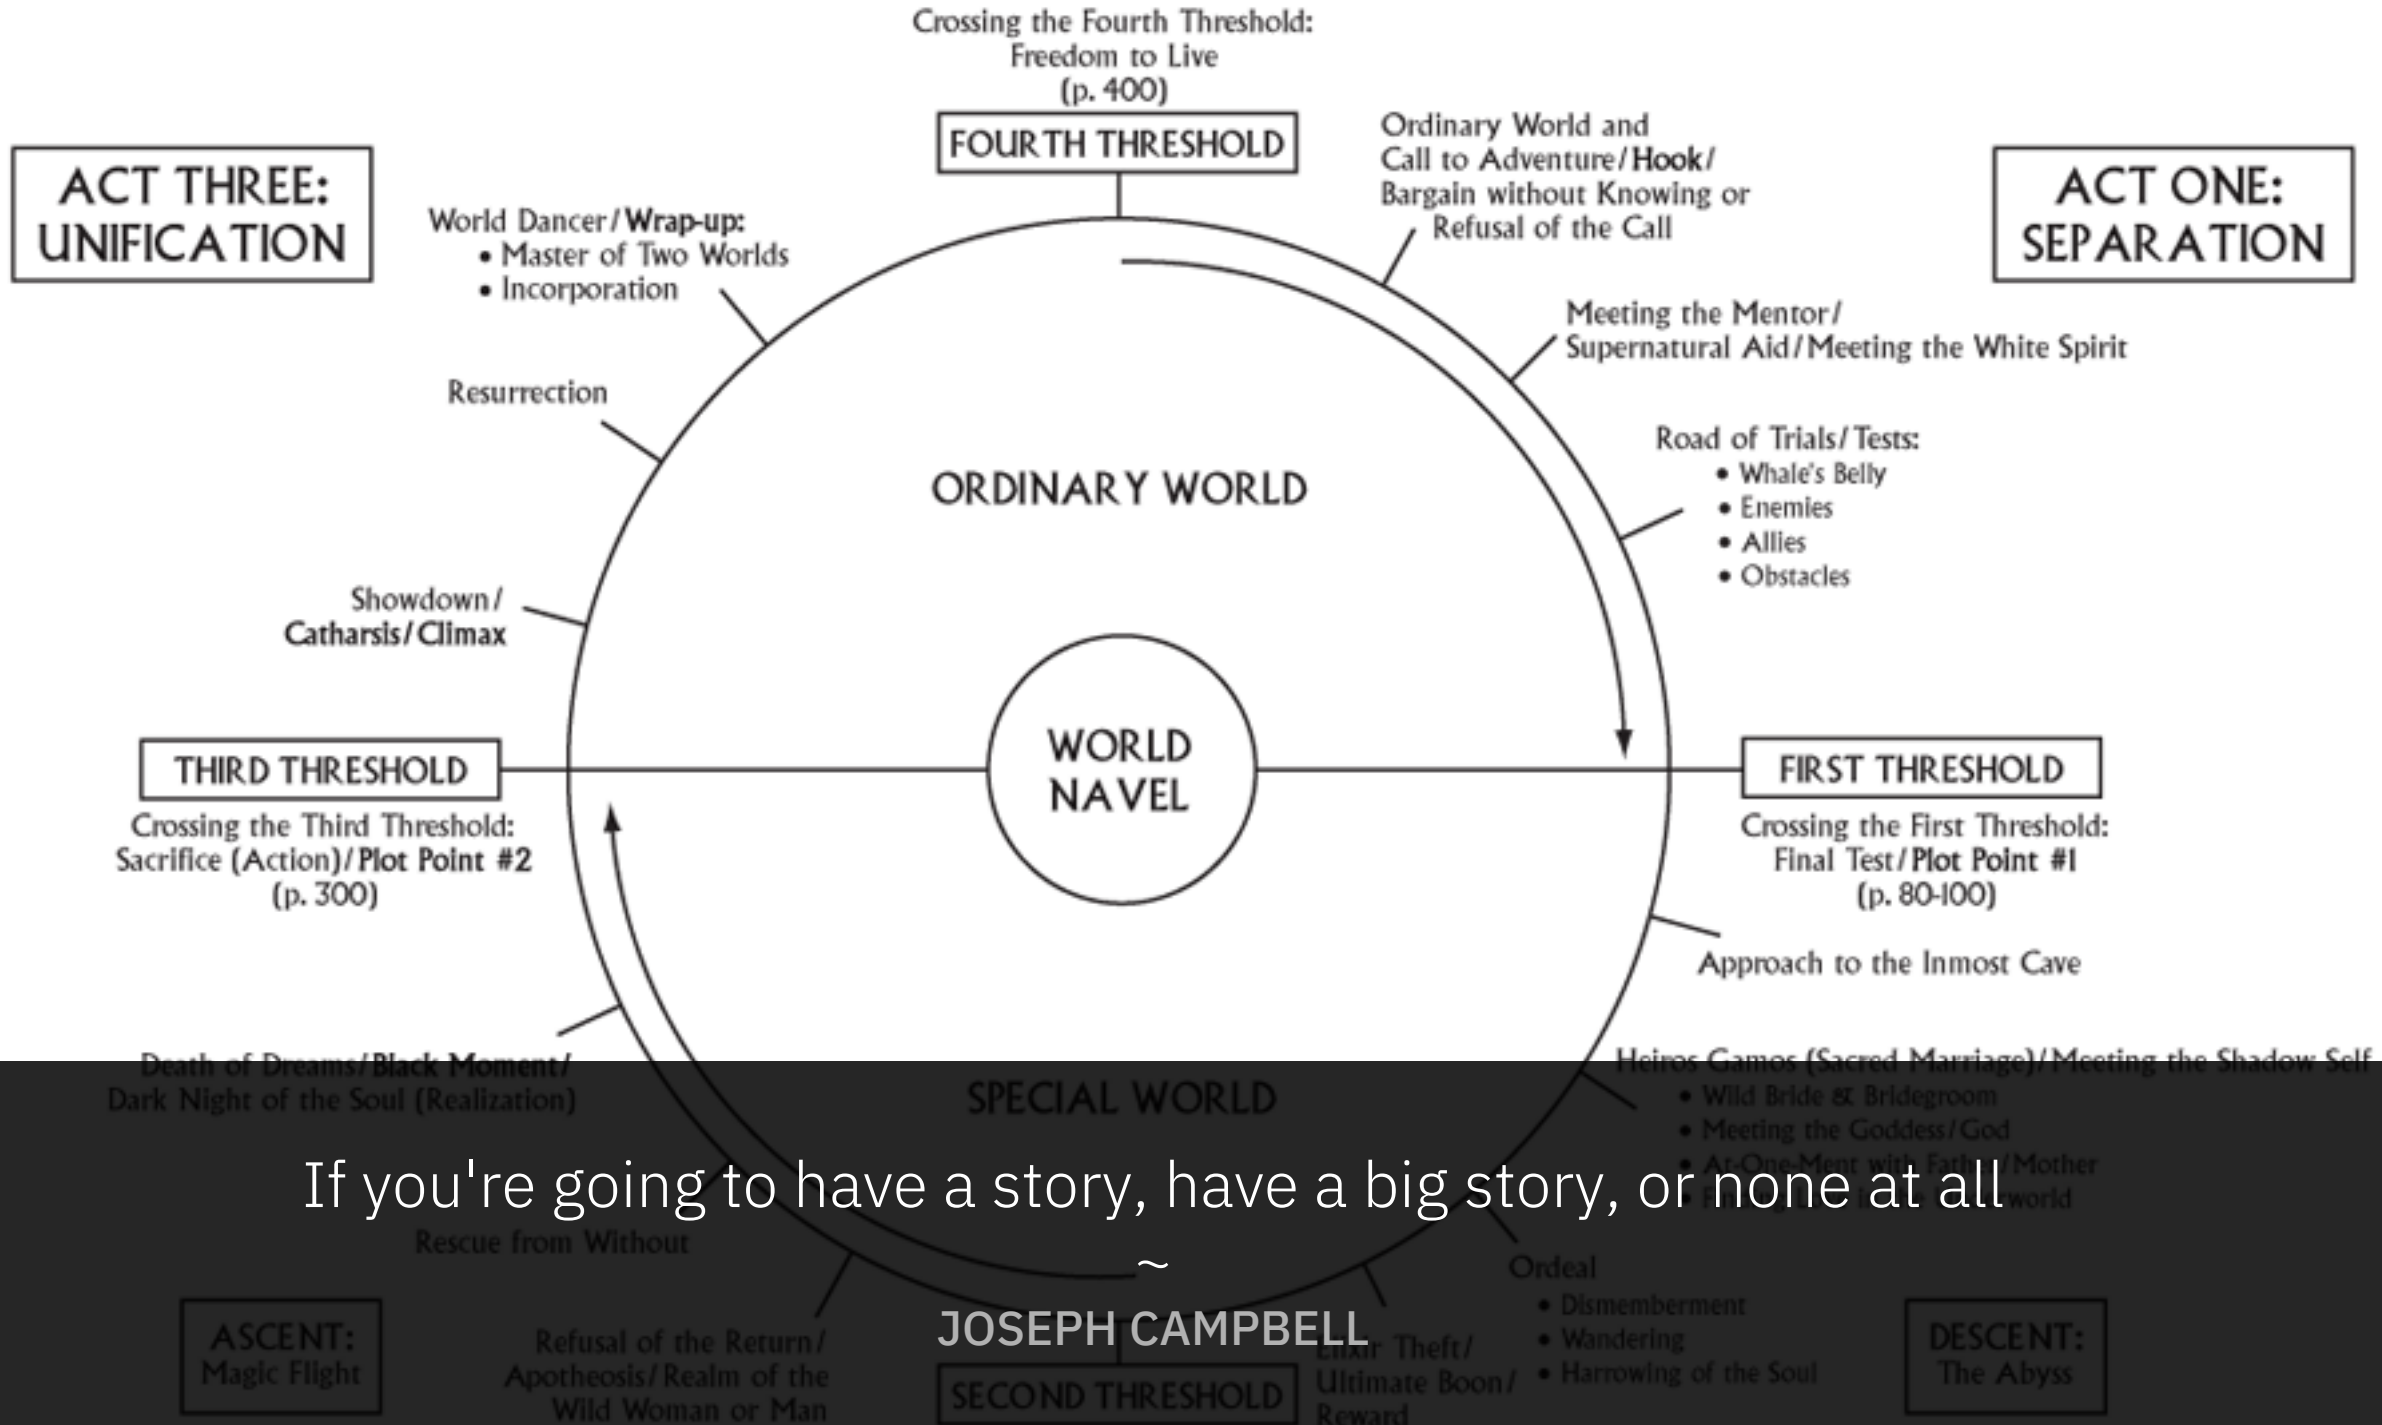 Crossing the Fourth Threshold:
Freedom to Live
(p. 400)
FOURTH THRESHOLD
ACT THREE:
UNIFICATION
World Dancer/Wrap-up:
• Master of Two Worlds
• Incorporation
Ordinary World and
Call to Adventure/Hook/
Bargain without Knowing or
Refusal of the Call
ACT ONE:
SEPARATION
Meeting the Mentor/
Supernatural Aid/Meeting the White Spirit
Resurrection
Road of Trials/Tests:
• Whale's Belly
• Enemies
• Allies
• Obstacles
ORDINARY WORLD
Showdown/
Catharsis/Climax
WORLD
NAVEL
THIRD THRESHOLD
Crossing the Third Threshold:
Sacrifice (Action)/Plot Point #2
(p. 300)
FIRST THRESHOLD
Crossing the First Threshold:
Final Test/Plot Point #1
(p. 80-100)
Approach to the Inmost Cave
Death of Dreams/Black Moment/
Dark Night of the Soul (Realization)
SPECIAL WORLD
Heiros Gamos (Sacred Marriage)/Meeting the Shadow Self
• Wild Bride & Bridegroom
• Meeting the Goddess/God
• At-One-Ment with Father/Mother
If you're going to have a story, have a big story, or none at all
~
JOSEPH CAMPBELL
Rescue from Without
Ordeal
• Dismemberment
• Wandering
• Harrowing of the Soul
ASCENT:
Magic Flight
Refusal of the Return/
Apotheosis/Realm of the
Wild Woman or Man
SECOND THRESHOLD
Elixir Theft/
Ultimate Boon/
Reward
DESCENT:
The Abyss